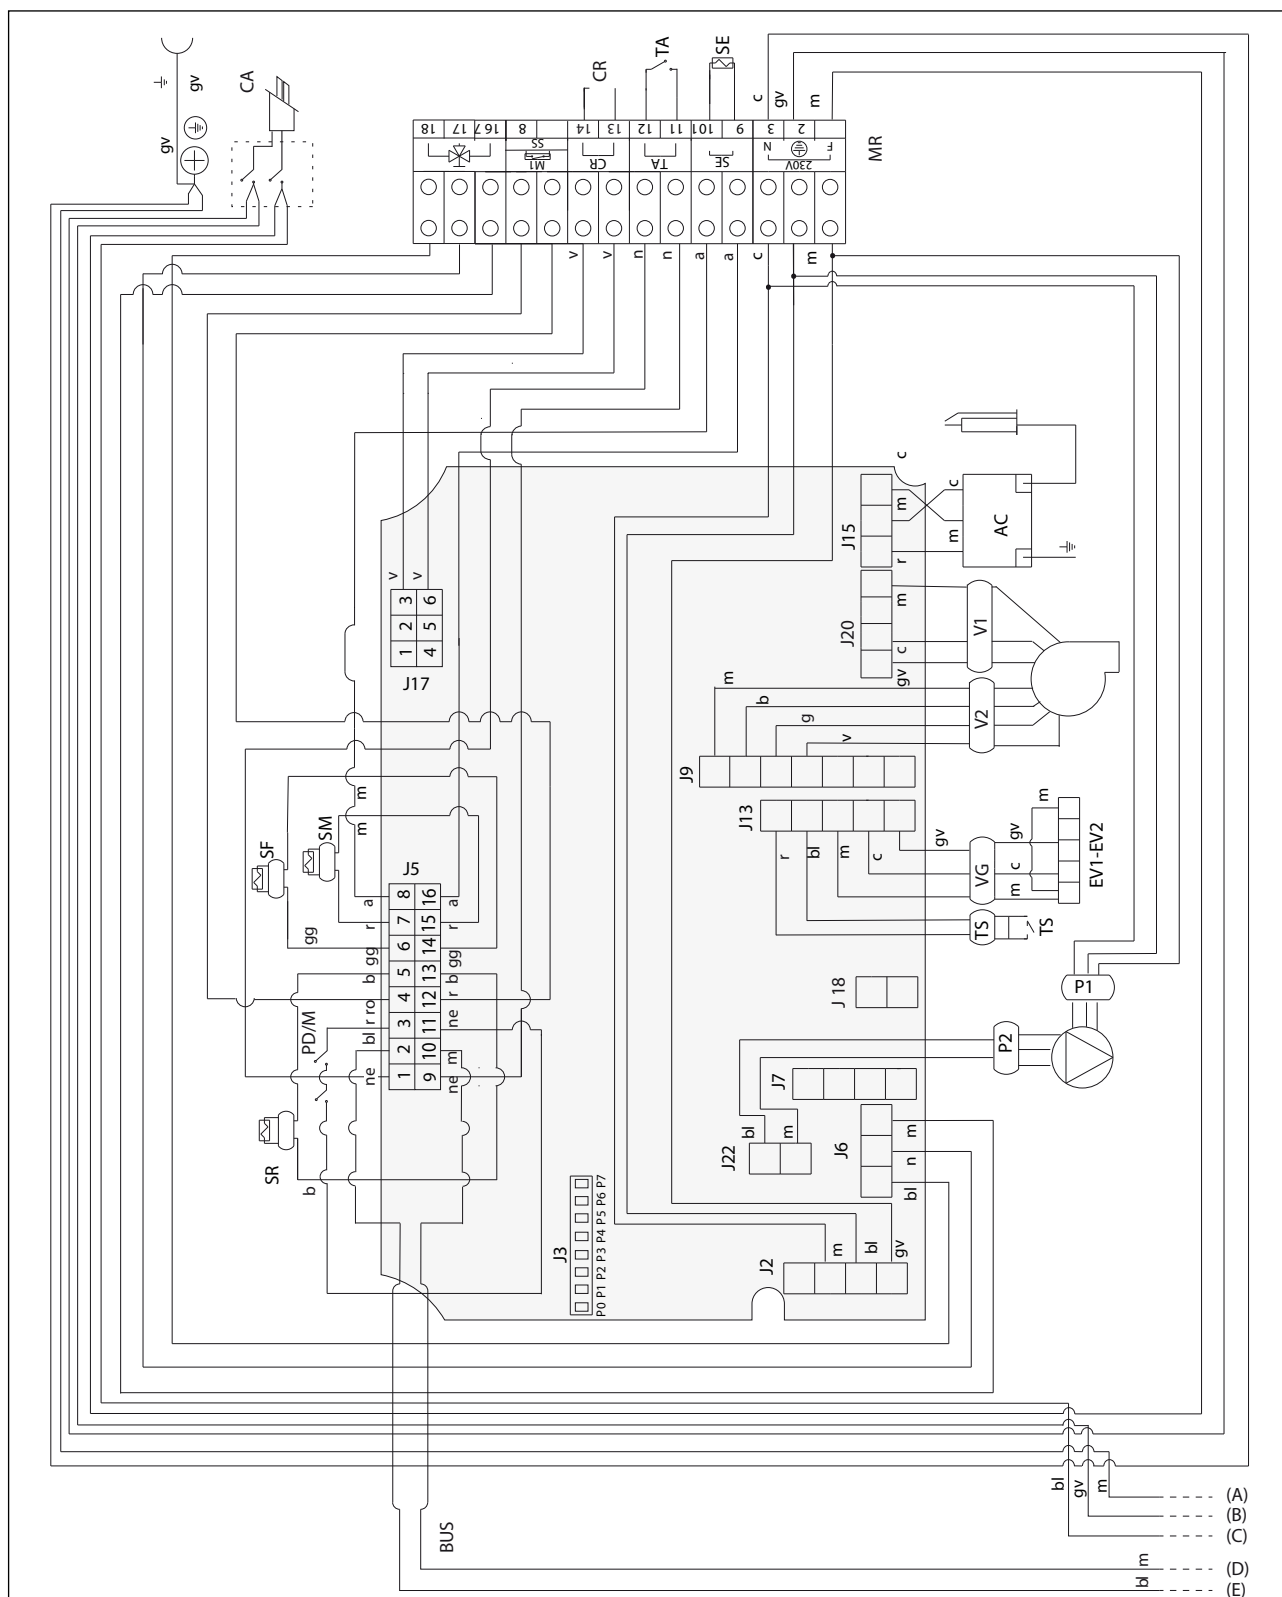 gv
gv
CA
CR
TA
SE
c
gv
m
18
17
16
7
8
14
13
12
11
10
1
9
3
2
SS
M1
CR
TA
SE
N
230V
F
MR
v
v
n
n
a
a
c
m
v
v
3
6
2
5
1
4
J17
c
m
r
J15
c
m
AC
m
c
gv
J20
V1
m
b
g
v
J9
V2
J13
r
bl
m
c
gv
VG
gv
c
m
m
EV1-EV2
TS
TS
SF
SM
m
m
J5
gg
a
r
gg
b
ro
r
bl
ne
8
16
7
15
6
14
5
13
4
12
3
11
2
10
1
9
a
r
gg
b
r
ne
m
ne
PD/M
SR
b
J 18
P1
P2
J7
J22
bl
m
J6
m
n
bl
J3
P0 P1 P2 P3 P4 P5 P6 P7
J2
m
bl
gv
bl
gv
m
(A)
(B)
(C)
BUS
m
(D)
bl
(E)